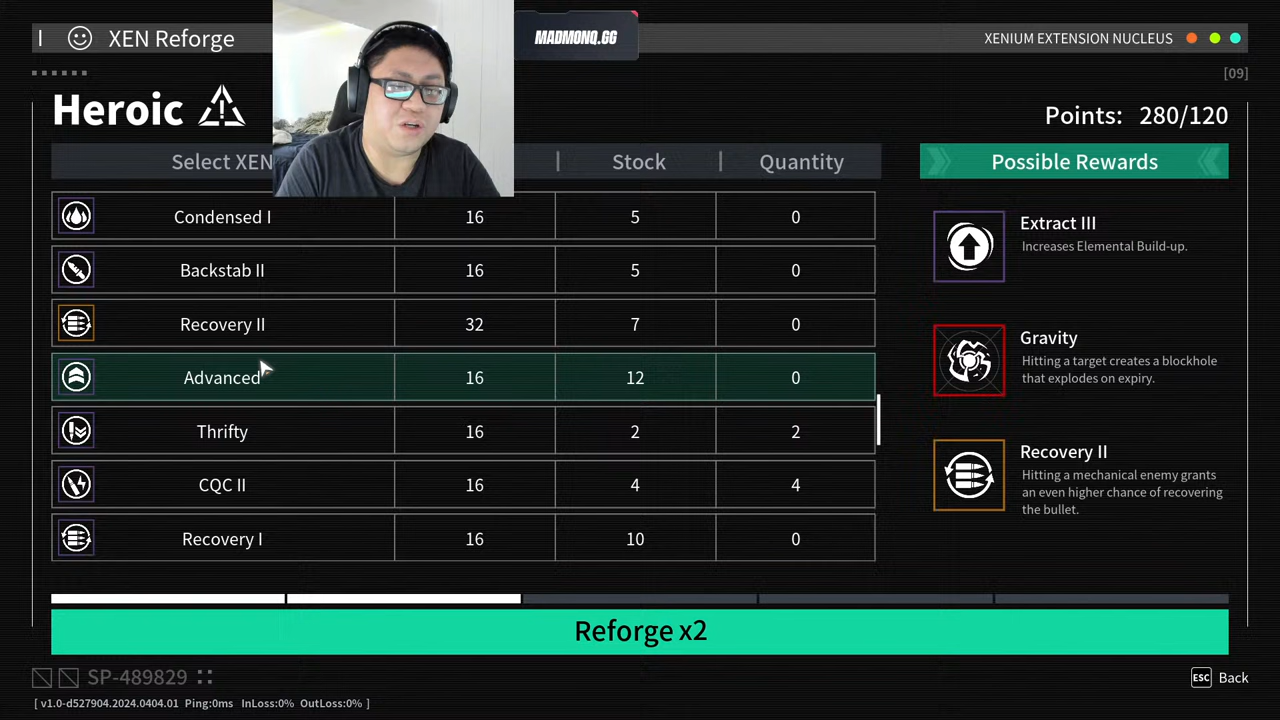 XEN Reforge
MADMONQ.GG
XENIUM EXTENSION NUCLEUS
[09]
Heroic
Points: 280/120
Select XEN
Stock
Quantity
Possible Rewards
Condensed I 16 5 0
Backstab II 16 5 0
Recovery II 32 7 0
Advanced 16 12 0
Thrifty 16 2 2
CQC II 16 4 4
Recovery I 16 10 0
Extract III
Increases Elemental Build-up.
Gravity
Hitting a target creates a blockhole
that explodes on expiry.
Recovery II
Hitting a mechanical enemy grants
an even higher chance of recovering
the bullet.
Reforge x2
SP-489829
ESC Back
[ v1.0-d527904.2024.0404.01 Ping:0ms InLoss:0% OutLoss:0% ]